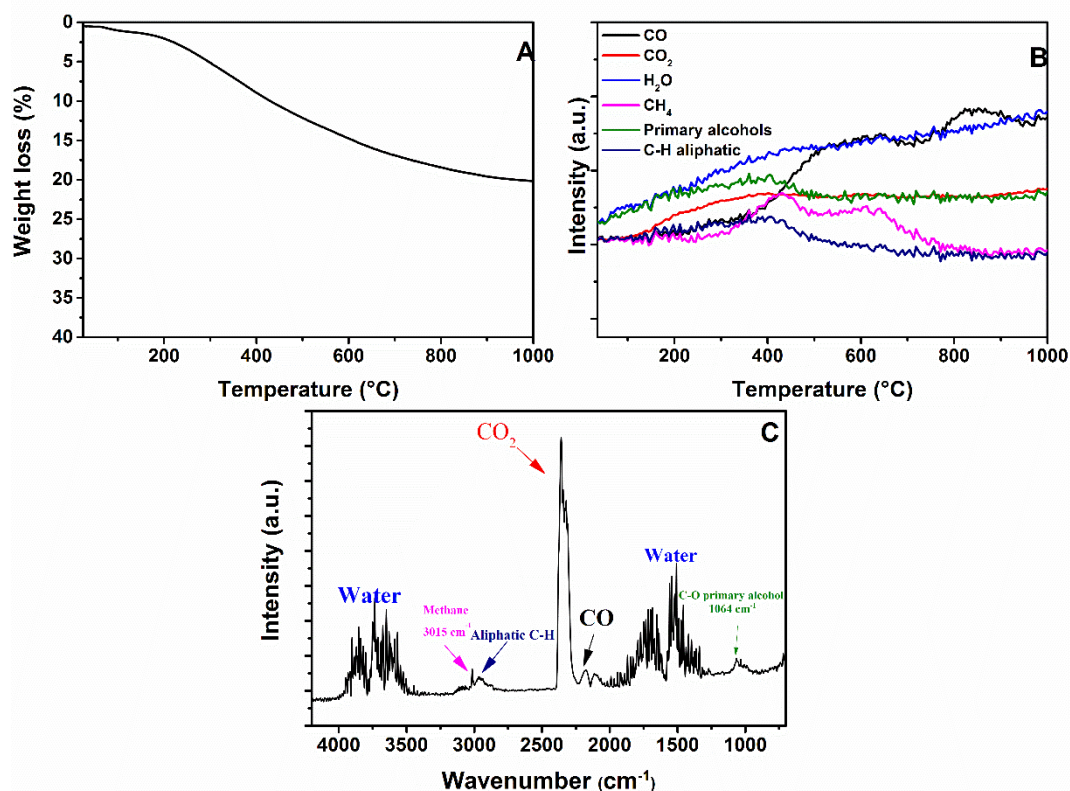 A
Weight loss (%)
0
5
10
15
20
25
30
35
40
200
400
600
800
1000
Temperature (°C)
B
Intensity (a.u.)
CO
CO₂
H₂O
CH₄
Primary alcohols
C-H aliphatic
200
400
600
800
1000
Temperature (°C)
C
Intensity (a.u.)
CO₂
Water
Water
Methane
3015 cm⁻¹
Aliphatic C-H
CO
C-O primary alcohol
1064 cm⁻¹
4000
3500
3000
2500
2000
1500
1000
Wavenumber (cm⁻¹)